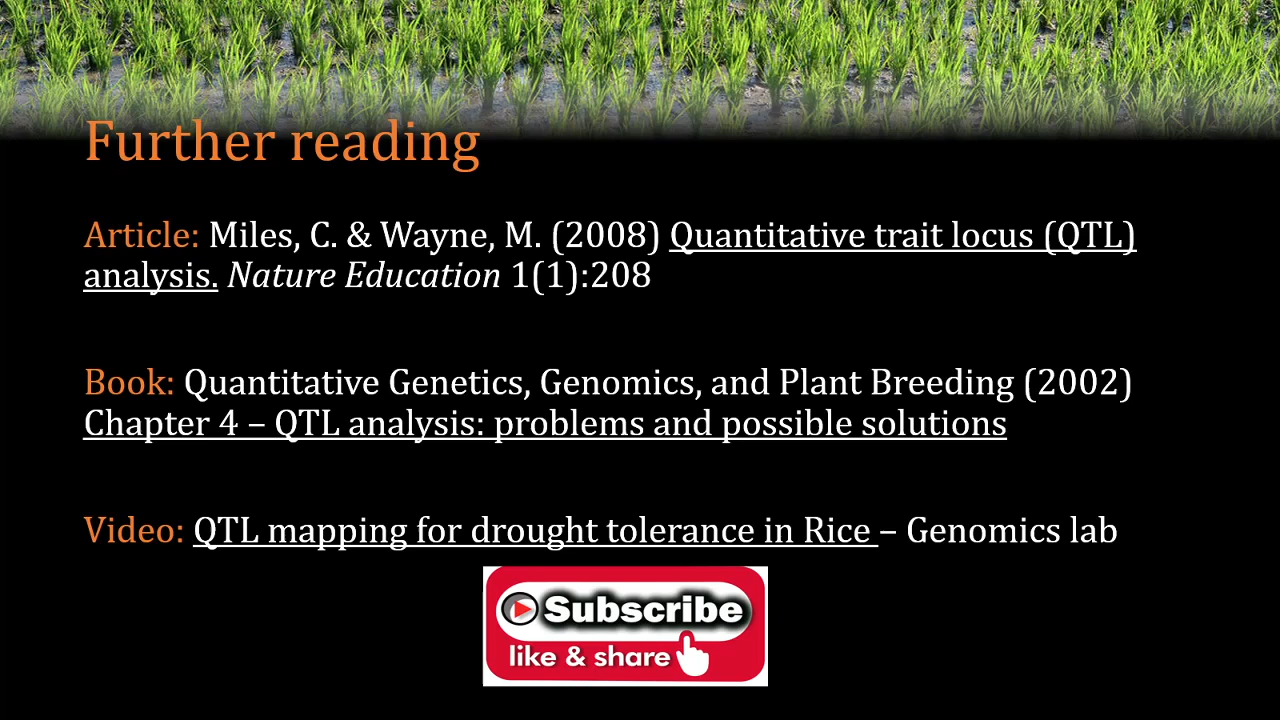 Further reading
Article: Miles, C. & Wayne, M. (2008) Quantitative trait locus (QTL)
analysis. Nature Education 1(1):208
Book: Quantitative Genetics, Genomics, and Plant Breeding (2002)
Chapter 4 – QTL analysis: problems and possible solutions
Video: QTL mapping for drought tolerance in Rice – Genomics lab
Subscribe
like & share